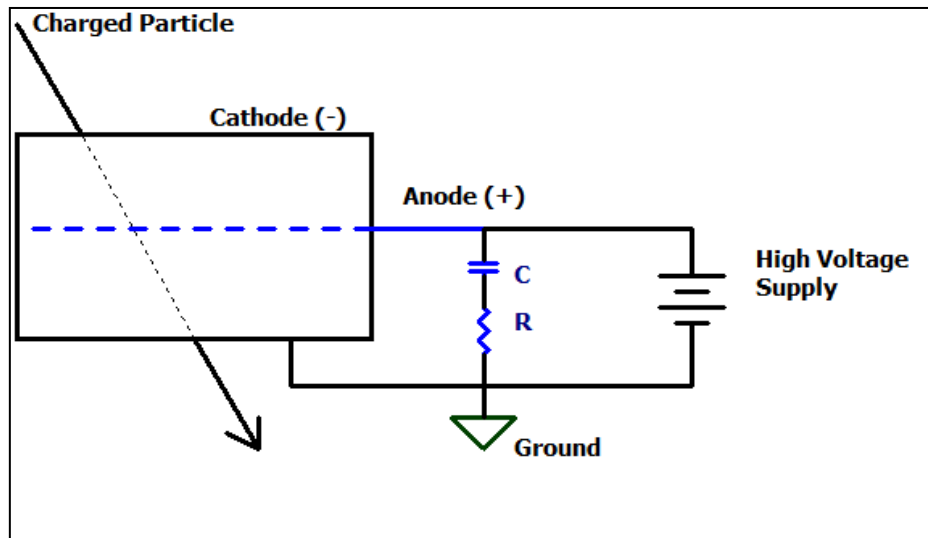 Charged Particle
Cathode (-)
Anode (+)
High Voltage
Supply
C
R
Ground